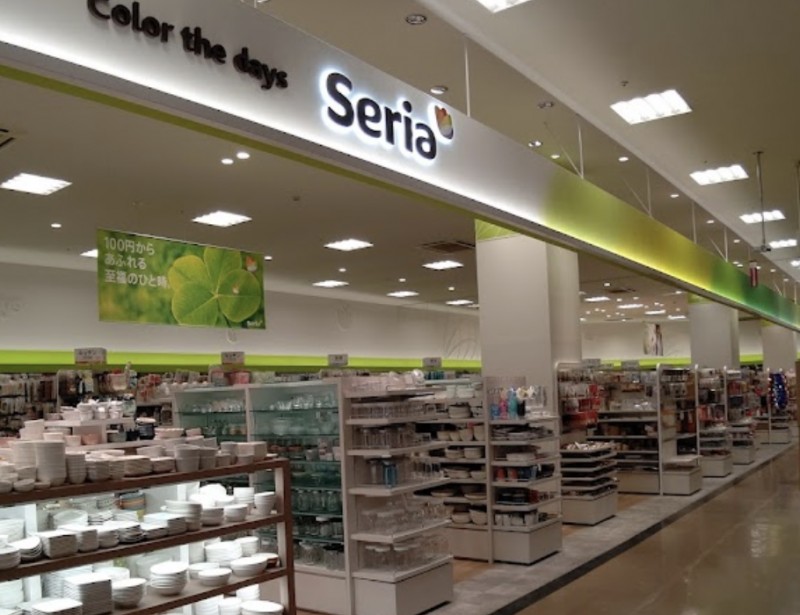 Color the days
Seria
100円から
あふれる
至福のひと時。
Seria